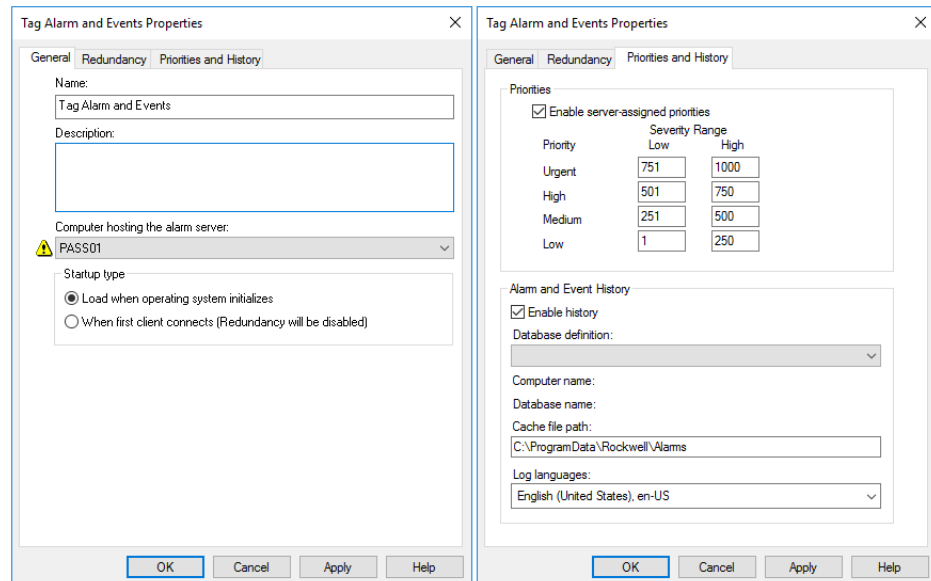 Tag Alarm and Events Properties
General Redundancy Priorities and History
Name:
Tag Alarm and Events
Description:
Computer hosting the alarm server:
PASS01
Startup type
Load when operating system initializes
When first client connects (Redundancy will be disabled)
OK Cancel Apply Help
Tag Alarm and Events Properties
General Redundancy Priorities and History
Priorities
Enable server-assigned priorities
Severity Range
Priority Low High
Urgent 751 1000
High 501 750
Medium 251 500
Low 1 250
Alarm and Event History
Enable history
Database definition:
Computer name:
Database name:
Cache file path:
C:\ProgramData\Rockwell\Alarms
Log languages:
English (United States), en-US
OK Cancel Apply Help